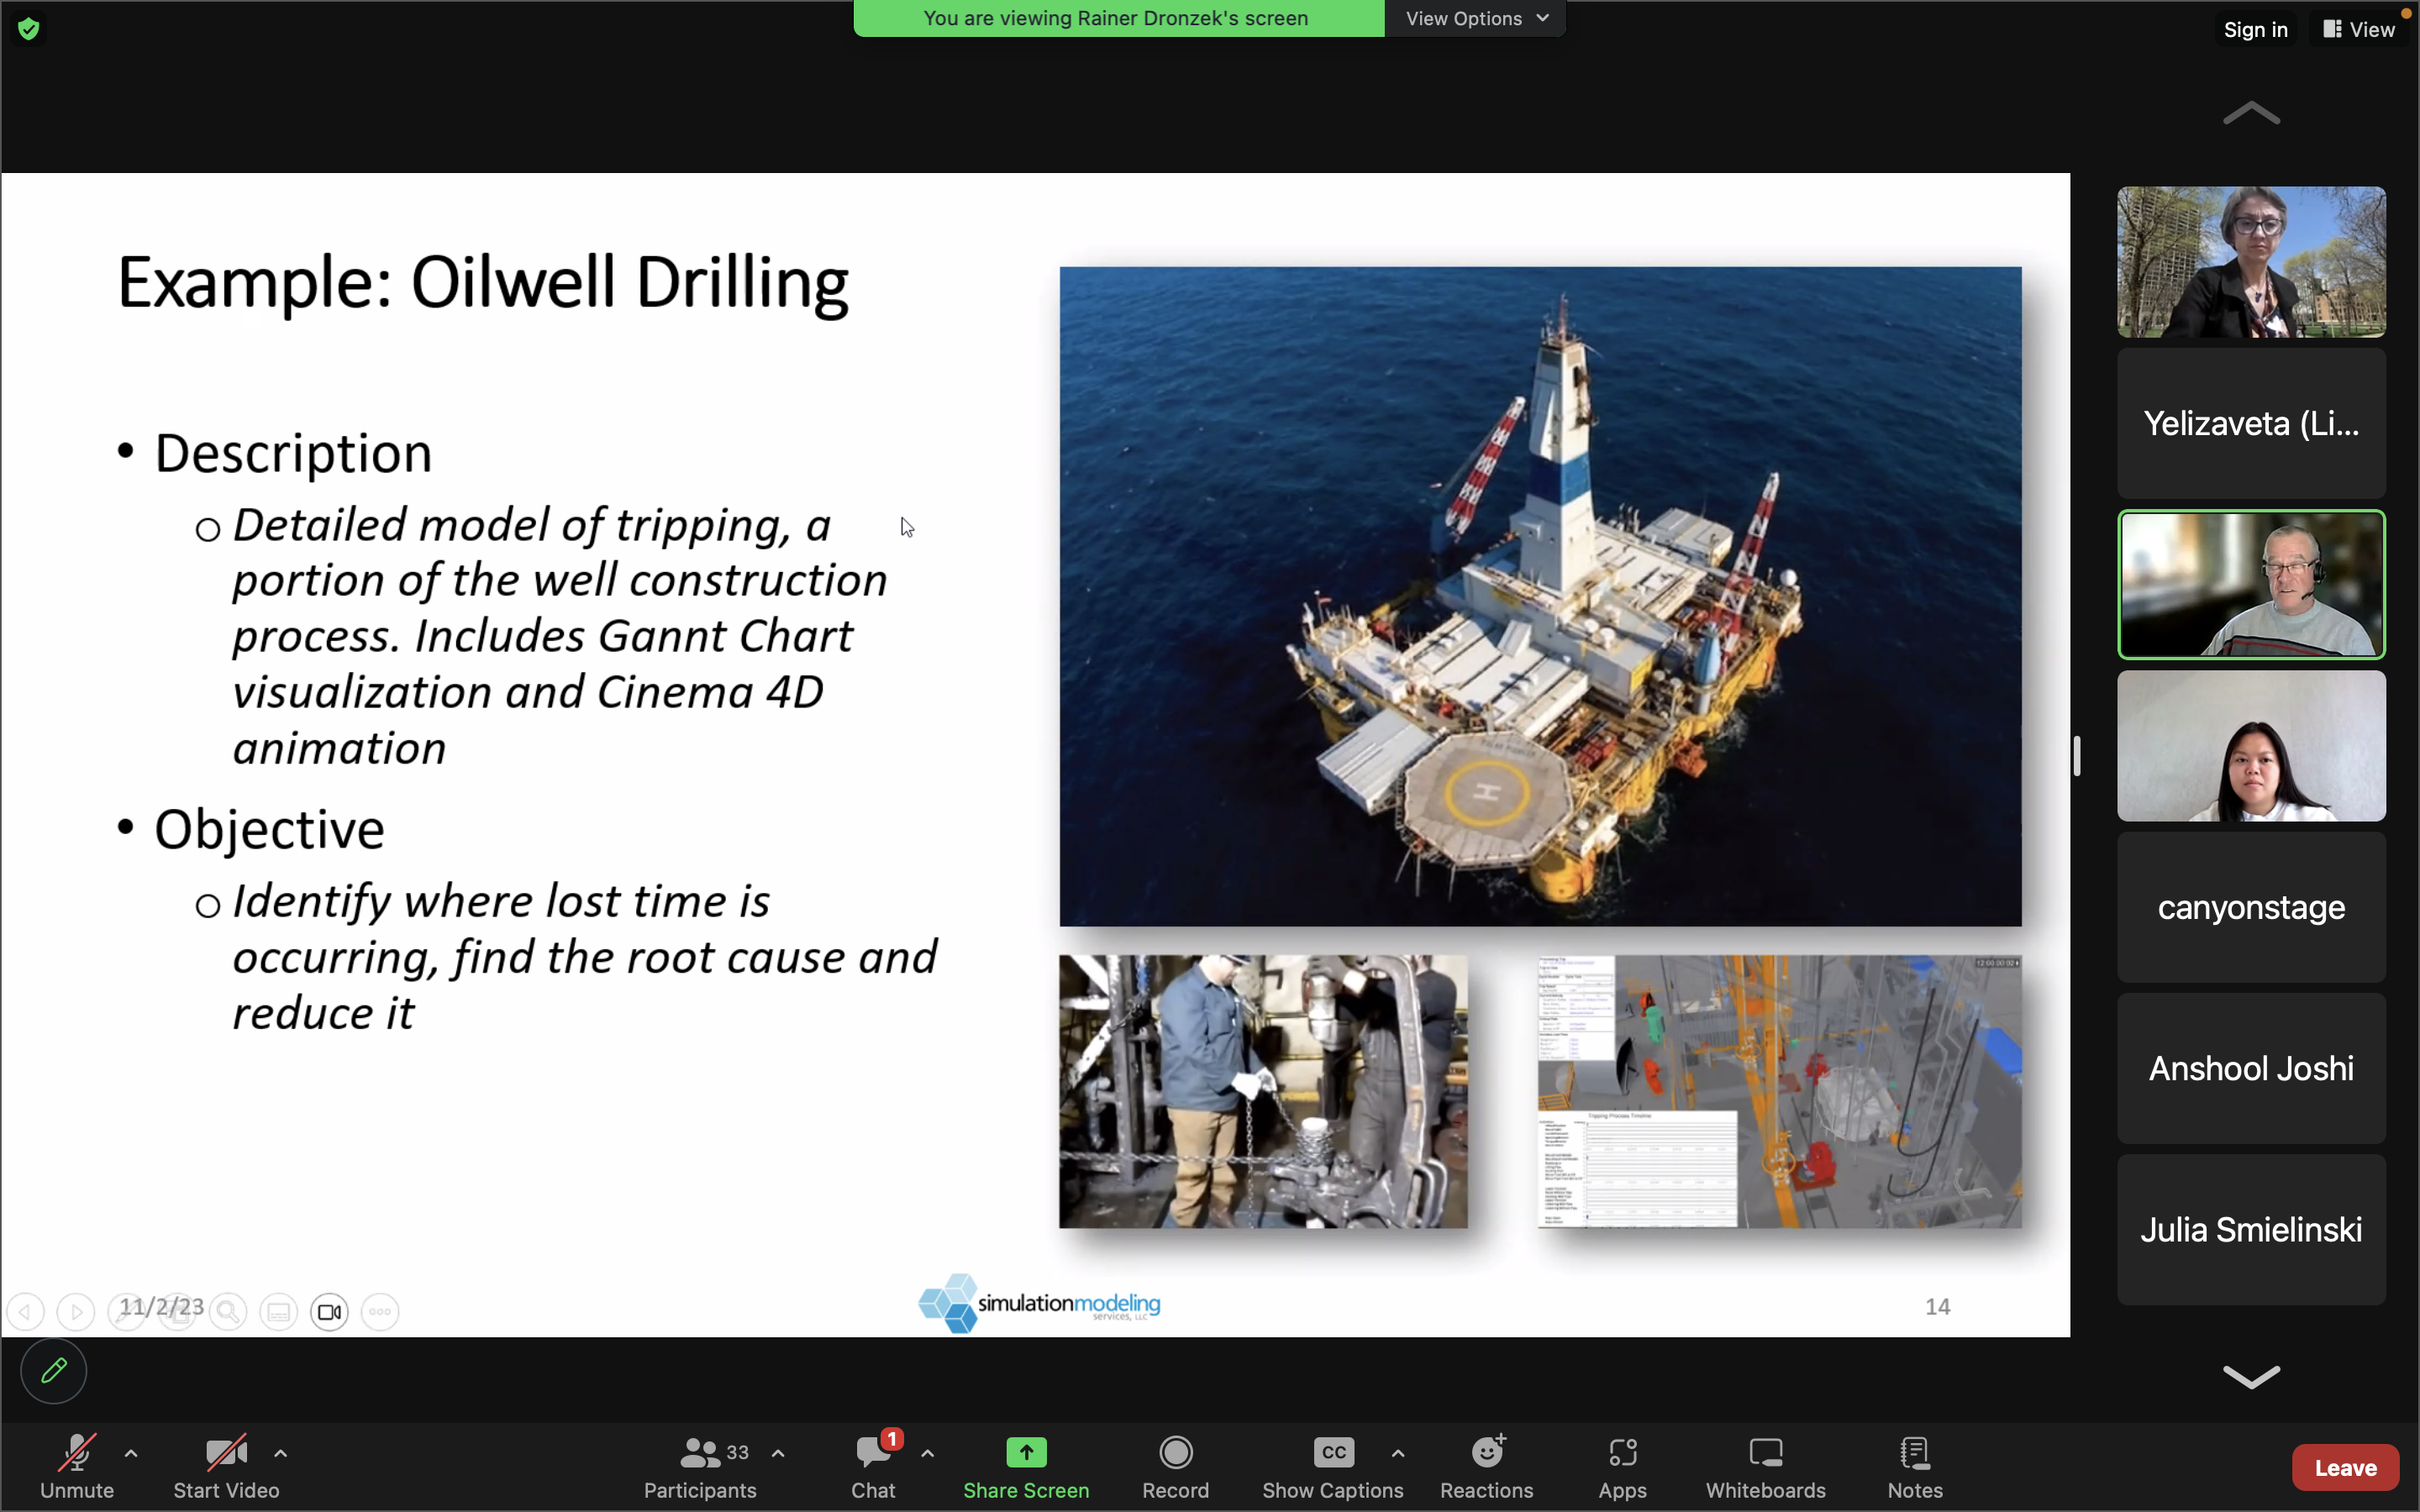 You are viewing Rainer Dronzek's screen
View Options
Sign in
View
Example: Oilwell Drilling
• Description
o Detailed model of tripping, a
portion of the well construction
process. Includes Gannt Chart
visualization and Cinema 4D
animation
• Objective
o Identify where lost time is
occurring, find the root cause and
reduce it
H
Tripping Process Timeline
11/2/23
simulationmodeling
services, LLC
14
Yelizaveta (Li...
canyonstage
Anshool Joshi
Julia Smielinski
Unmute
Start Video
33
Participants
1
Chat
Share Screen
Record
CC
Show Captions
Reactions
Apps
Whiteboards
Notes
Leave